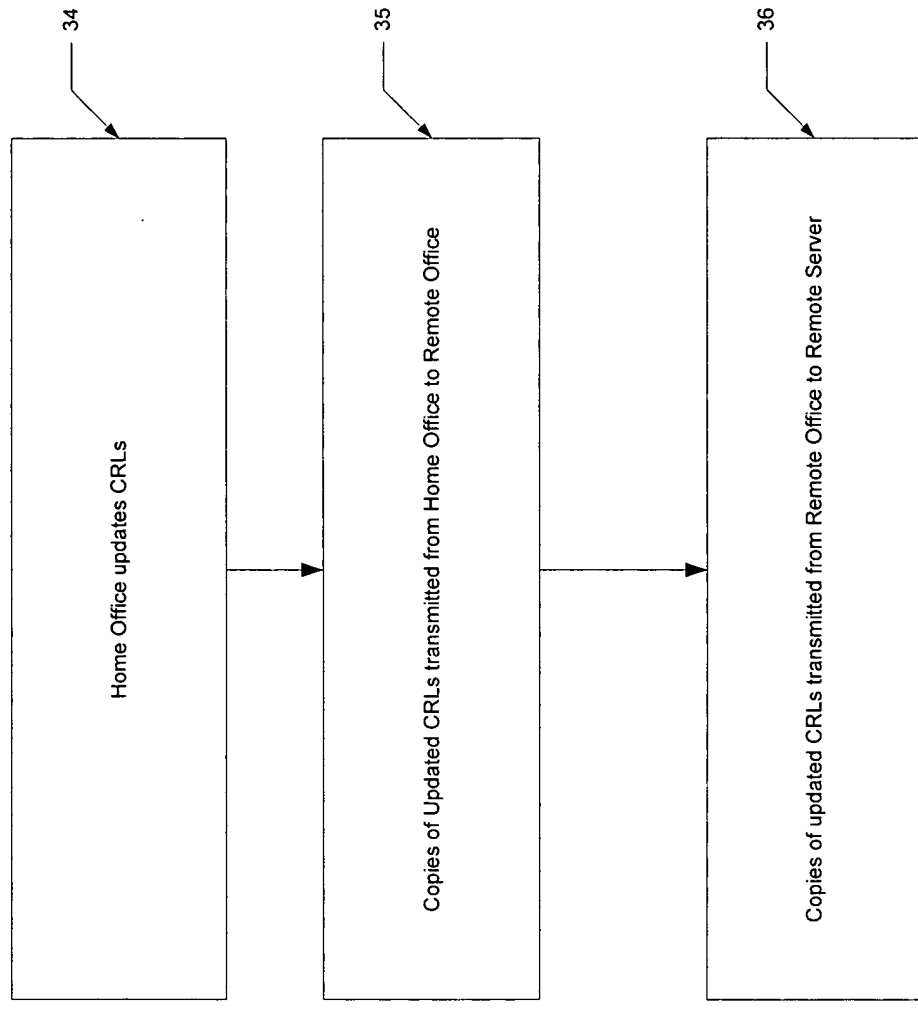 34
Home Office updates CRLs
35
Copies of Updated CRLs transmitted from Home Office to Remote Office
36
Copies of updated CRLs transmitted from Remote Office to Remote Server